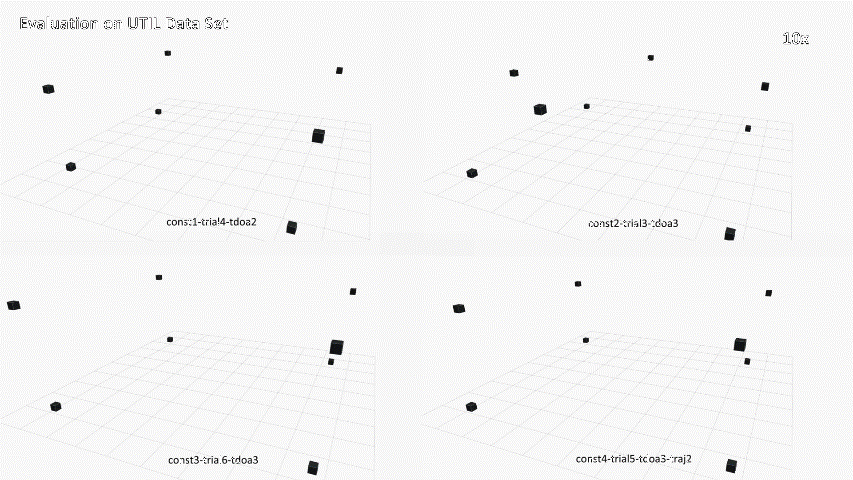 Evaluation on UTIL Data Set
10x
const1-trial4-tdoa2
const2-trial3-tdoa3
const3-trial6-tdoa3
const4-trial5-tdoa3-traj2